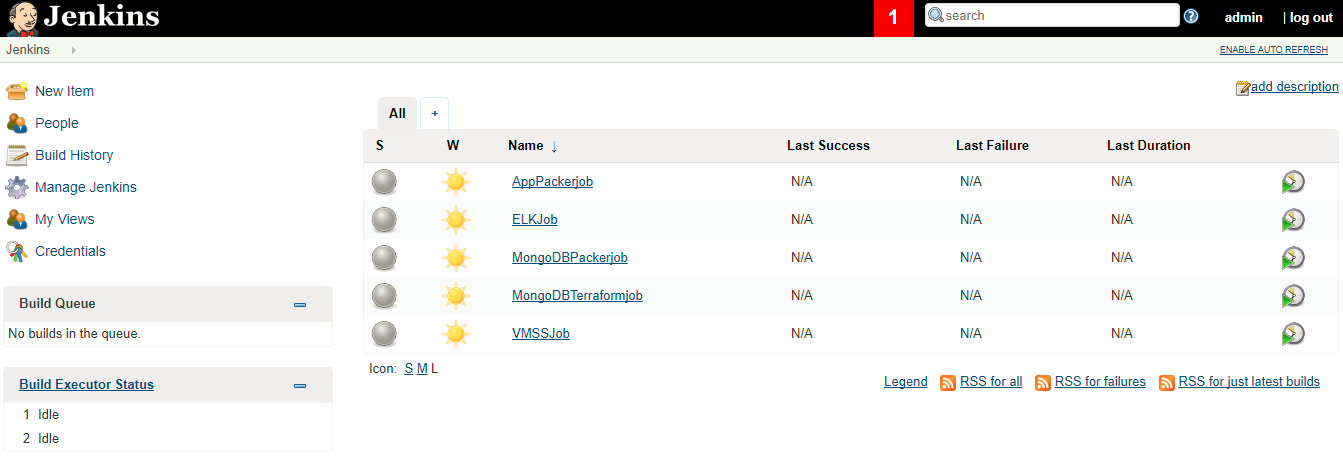 Jenkins 1 search ? admin | log out
Jenkins ENABLE AUTO REFRESH
add description
New Item
People
Build History
Manage Jenkins
My Views
Credentials
Build Queue
No builds in the queue.
Build Executor Status
1 Idle
2 Idle
All +
S W Name ↓ Last Success Last Failure Last Duration
AppPackerjob N/A N/A N/A
ELKJob N/A N/A N/A
MongoDBPackerjob N/A N/A N/A
MongoDBTerraformjob N/A N/A N/A
VMSSJob N/A N/A N/A
Icon: S M L
Legend RSS for all RSS for failures RSS for just latest builds